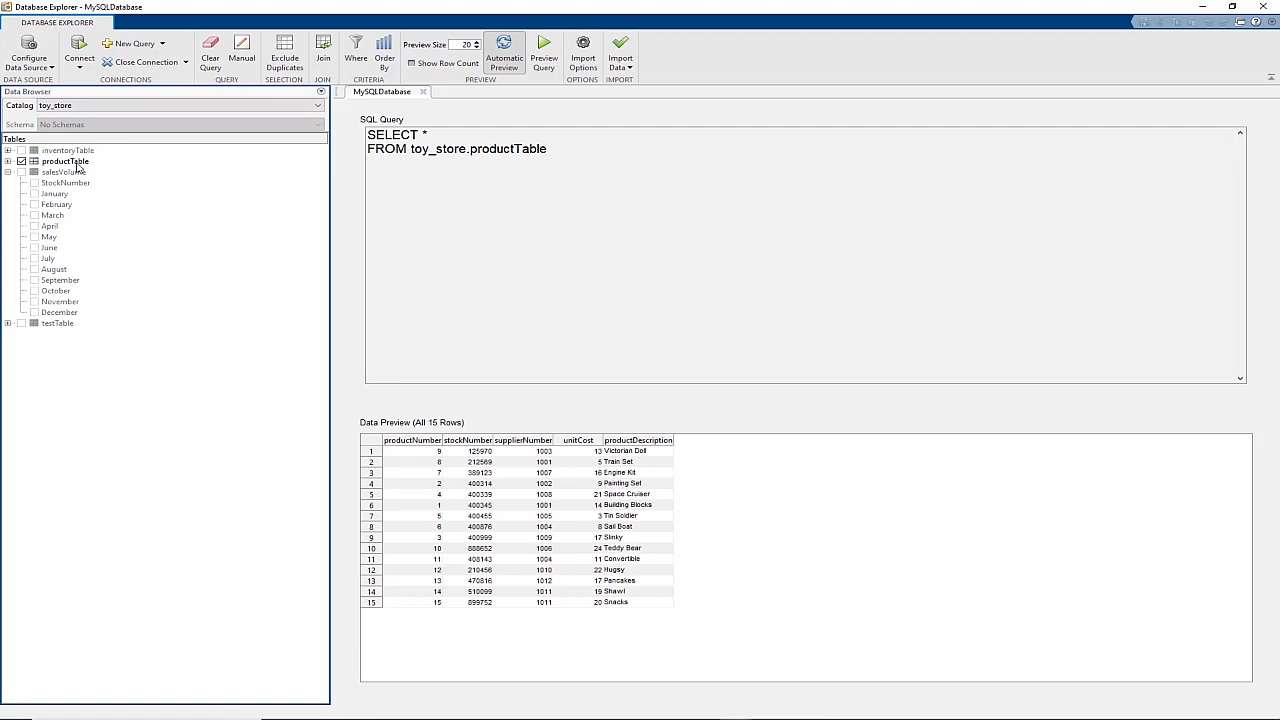 Database Explorer - MySQLDatabase
DATABASE EXPLORER
Configure Data Source
Connect
New Query
Close Connection
Clear Query
Manual
Exclude Duplicates
Join
Where
Order By
Preview Size 20
Show Row Count
Automatic Preview
Preview Query
Import Options
Import Data
DATA SOURCE CONNECTIONS QUERY SELECTION JOIN CRITERIA PREVIEW OPTIONS IMPORT
Data Browser
Catalog toy_store
Schema No Schemas
Tables
inventoryTable
productTable
salesVolume
StockNumber
January
February
March
April
May
June
July
August
September
October
November
December
testTable
MySQLDatabase
SQL Query
SELECT *
FROM toy_store.productTable
Data Preview (All 15 Rows)
productNumber stockNumber supplierNumber unitCost productDescription
1 9 125970 1003 13 Victorian Doll
2 8 212569 1001 5 Train Set
3 7 389123 1007 16 Engine Kit
4 2 400314 1002 9 Painting Set
5 4 400339 1008 21 Space Cruiser
6 1 400345 1001 14 Building Blocks
7 5 400455 1005 3 Tin Soldier
8 6 400876 1004 8 Sail Boat
9 3 400999 1009 17 Slinky
10 10 888652 1006 24 Teddy Bear
11 11 408143 1004 11 Convertible
12 12 210456 1010 22 Hugsy
13 13 470816 1012 17 Pancakes
14 14 510099 1011 19 Shawl
15 15 899752 1011 20 Snacks